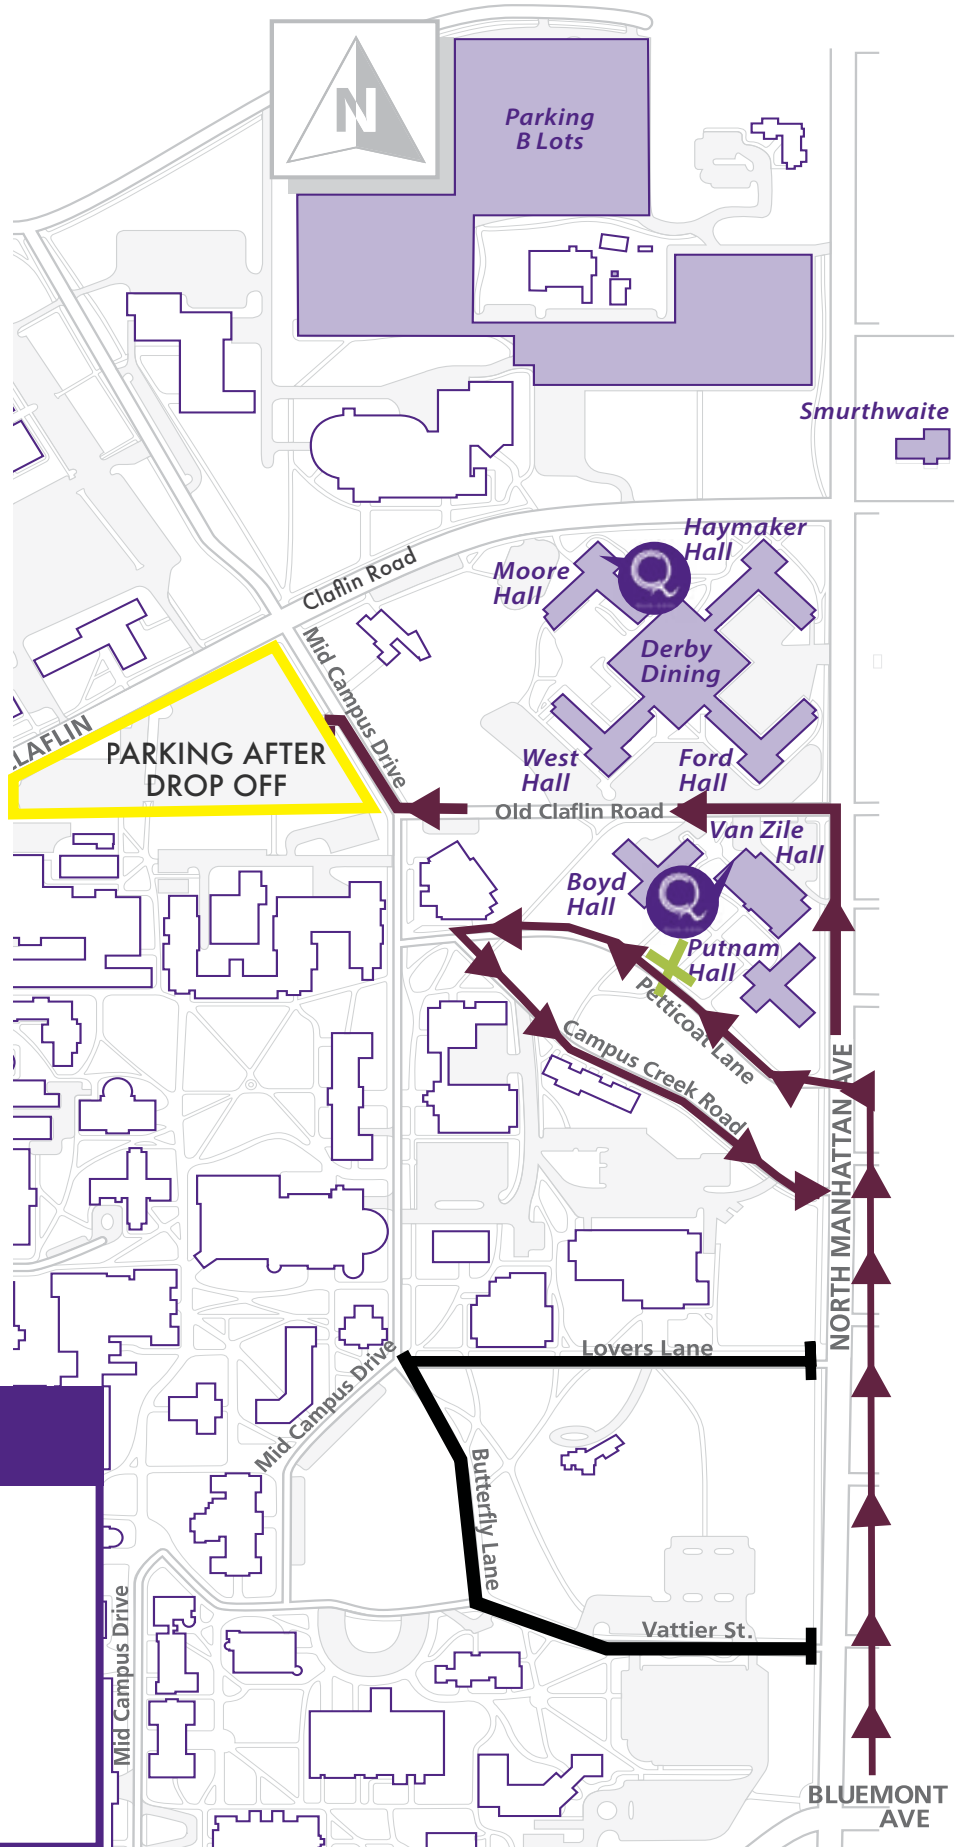 N
Parking
B Lots
Smurthwaite
Haymaker
Hall
Moore
Hall
Q
Claflin Road
Derby
Dining
Mid Campus Drive
LAFLIN
PARKING AFTER
DROP OFF
West
Hall
Ford
Hall
Old Claflin Road
Van Zile
Hall
Boyd
Hall
Q
Putnam
Hall
Petticoat Lane
Campus Creek Road
NORTH MANHATTAN AVE
Lovers Lane
Mid Campus Drive
Butterfly Lane
Mid Campus Drive
Vattier St.
BLUEMONT
AVE